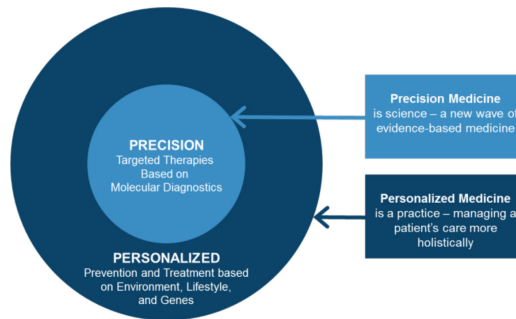 PRECISION
Targeted Therapies
Based on
Molecular Diagnostics
PERSONALIZED
Prevention and Treatment based
on Environment, Lifestyle,
and Genes
Precision Medicine
is science – a new wave of
evidence-based medicine
Personalized Medicine
is a practice – managing a
patient's care more
holistically